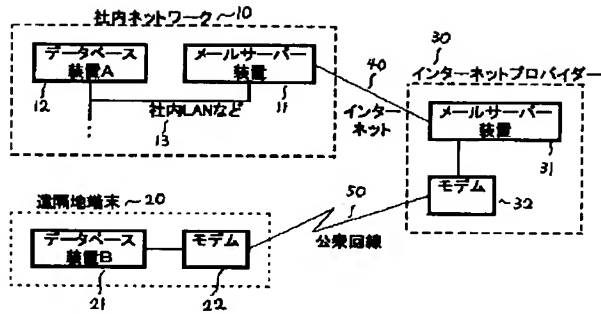 社内ネットワーク ~10
データベース
装置A
12
メールサーバー
装置
11
社内LANなど
13
40
インター
ネット
30
インターネットプロバイダー
メールサーバー
装置
31
モデム
32
遠隔地端末 ~20
データベース
装置B
21
モデム
22
50
公衆回線